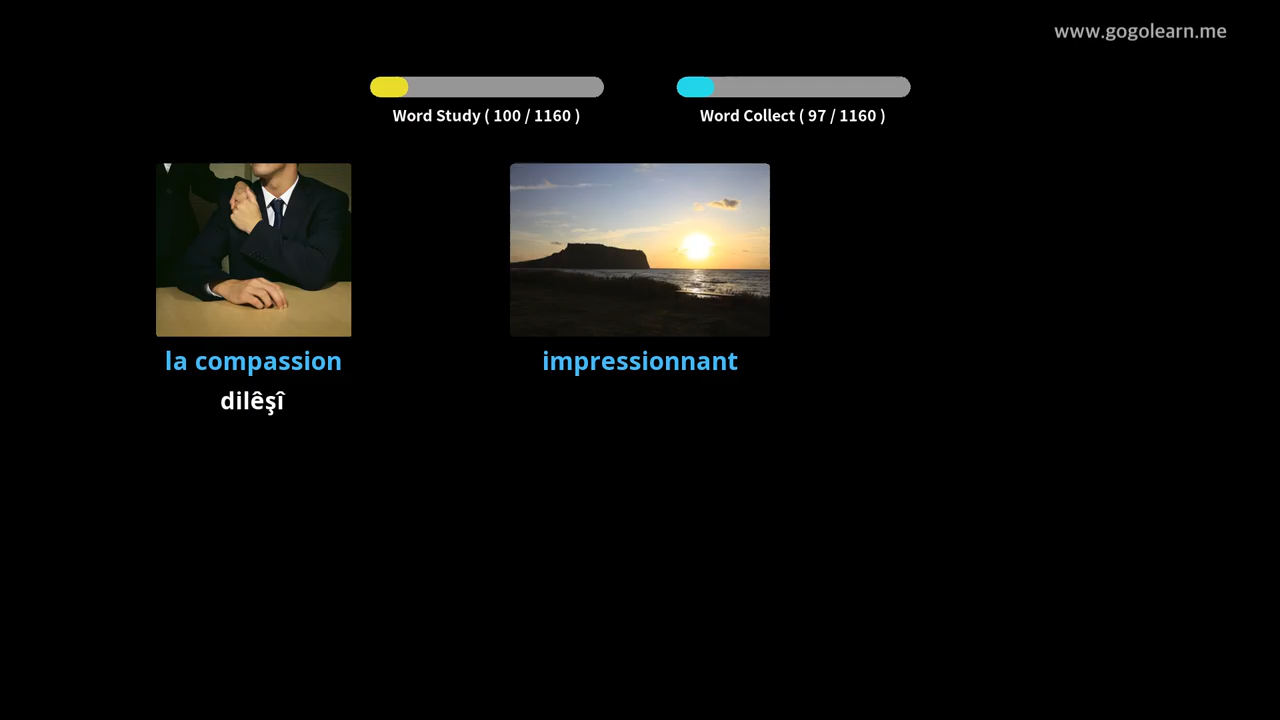 www.gogolearn.me
Word Study ( 100 / 1160 )
Word Collect ( 97 / 1160 )
la compassion
dilêşî
impressionnant